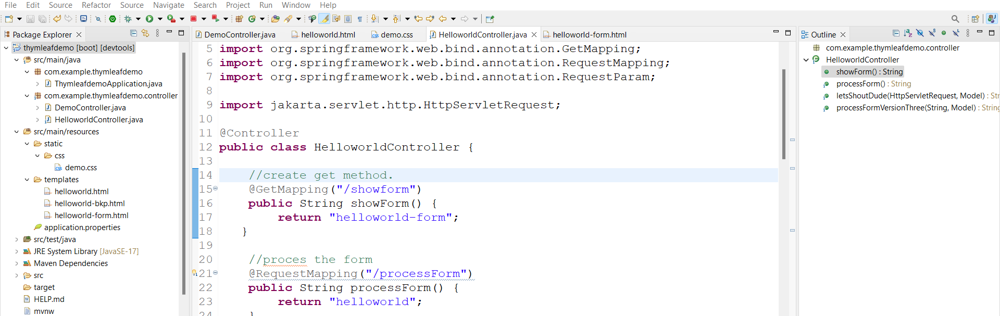 File Edit Source Refactor Source Navigate Search Project Run Window Help
Package Explorer
thymleafdemo [boot] [devtools]
src/main/java
com.example.thymleafdemo
ThymleafdemoApplication.java
com.example.thymleafdemo.controller
DemoController.java
HelloworldController.java
src/main/resources
static
css
demo.css
templates
helloworld.html
helloworld-bkp.html
helloworld-form.html
application.properties
src/test/java
JRE System Library [JavaSE-17]
Maven Dependencies
src
target
HELP.md
mvnw
DemoController.java helloworld.html demo.css HelloworldController.java helloworld-form.html
5 import org.springframework.web.bind.annotation.GetMapping;
6 import org.springframework.web.bind.annotation.RequestMapping;
7 import org.springframework.web.bind.annotation.RequestParam;
8
9 import jakarta.servlet.http.HttpServletRequest;
10
11 @Controller
12 public class HelloworldController {
13
14 //create get method.
15 @GetMapping("/showform")
16 public String showForm() {
17 return "helloworld-form";
18 }
19
20 //proces the form
21 @RequestMapping("/processForm")
22 public String processForm() {
23 return "helloworld";
24 }
Outline
com.example.thymleafdemo.controller
HelloworldController
showForm() : String
processForm() : String
letsShoutDude(HttpServletRequest, Model) : Str
processFormVersionThree(String, Model) : String